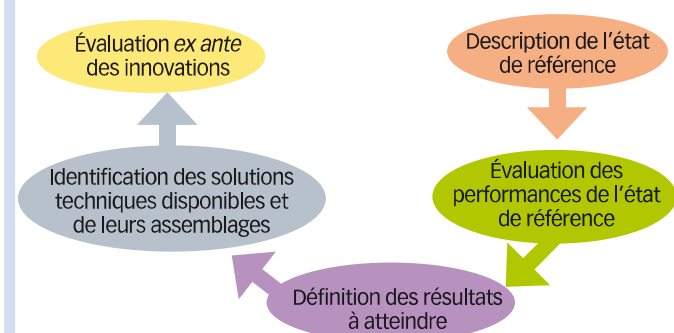 Évaluation ex ante
des innovations
Description de l'état
de référence
Évaluation des
performances de l'état
de référence
Identification des solutions
techniques disponibles et
de leurs assemblages
Définition des résultats
à atteindre